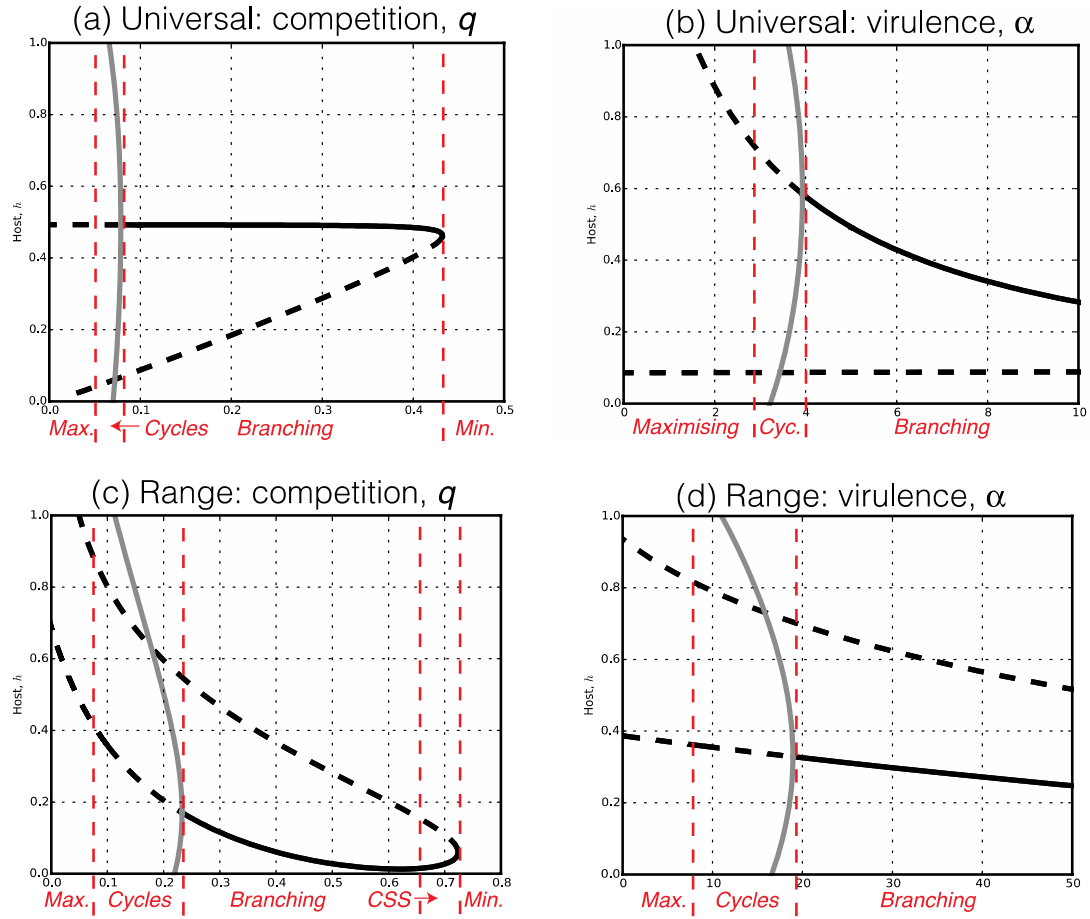 (a) Universal: competition, q
1.0
0.8
0.6
0.4
0.2
0.0
Host, h
0.0 0.1 0.2 0.3 0.4 0.5
Max. ← Cycles Branching Min.
(b) Universal: virulence, α
1.0
0.8
0.6
0.4
0.2
0.0
Host, h
0 2 4 6 8 10
Maximising Cyc. Branching
(c) Range: competition, q
1.0
0.8
0.6
0.4
0.2
0.0
Host, h
0.0 0.1 0.2 0.3 0.4 0.5 0.6 0.7 0.8
Max. Cycles Branching CSS → Min.
(d) Range: virulence, α
1.0
0.8
0.6
0.4
0.2
0.0
Host, h
0 10 20 30 40 50
Max. Cycles Branching